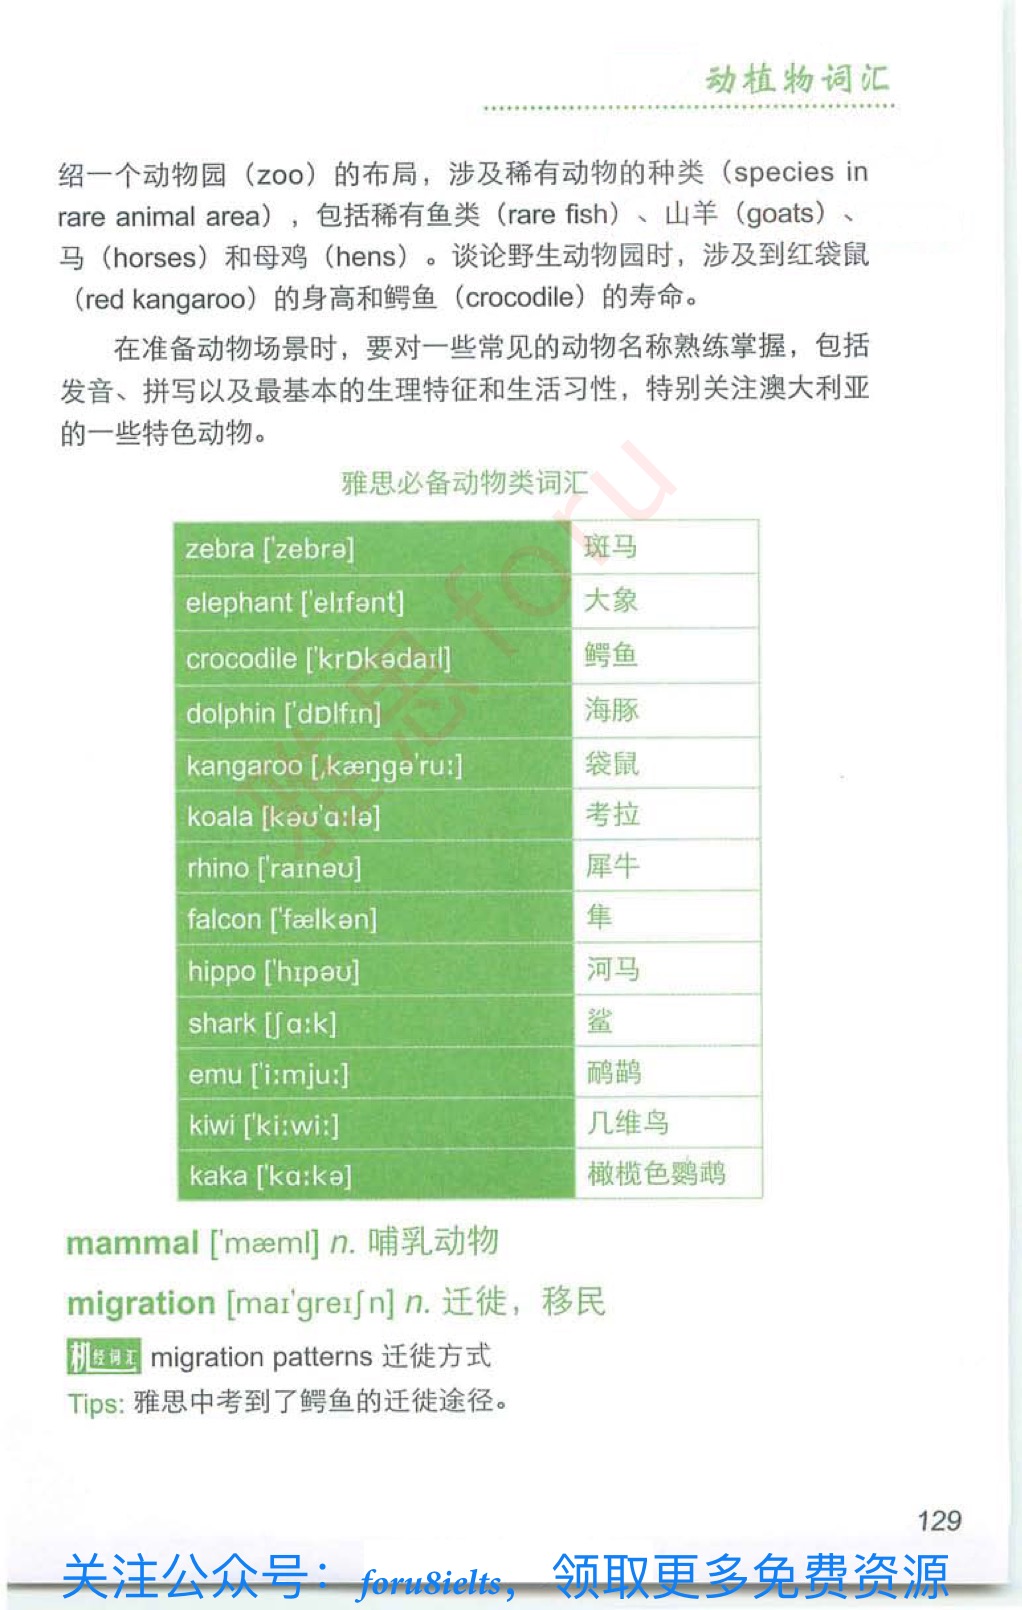 动植物词汇
绍一个动物园（zoo）的布局，涉及稀有动物的种类（species in
rare animal area），包括稀有鱼类（rare fish）、山羊（goats）、
马（horses）和母鸡（hens）。谈论野生动物园时，涉及到红袋鼠
（red kangaroo）的身高和鳄鱼（crocodile）的寿命。
在准备动物场景时，要对一些常见的动物名称熟练掌握，包括
发音、拼写以及最基本的生理特征和生活习性，特别关注澳大利亚
的一些特色动物。
雅思必备动物类词汇
zebra ['zebrə] 斑马
elephant ['elɪfənt] 大象
crocodile ['krɒkədaɪl] 鳄鱼
dolphin ['dɒlfɪn] 海豚
kangaroo [ˌkæŋgə'ruː] 袋鼠
koala [kəʊ'ɑːlə] 考拉
rhino ['raɪnəʊ] 犀牛
falcon ['fælkən] 隼
hippo ['hɪpəʊ] 河马
shark [ʃɑːk] 鲨
emu ['iːmjuː] 鸸鹋
kiwi ['kiːwiː] 几维鸟
kaka ['kɑːkə] 橄榄色鹦鹉
mammal ['mæml] n. 哺乳动物
migration [maɪ'greɪʃn] n. 迁徙，移民
机经词汇 migration patterns 迁徙方式
Tips: 雅思中考到了鳄鱼的迁徙途径。
129
雅思foru
关注公众号：foru8ielts，领取更多免费资源